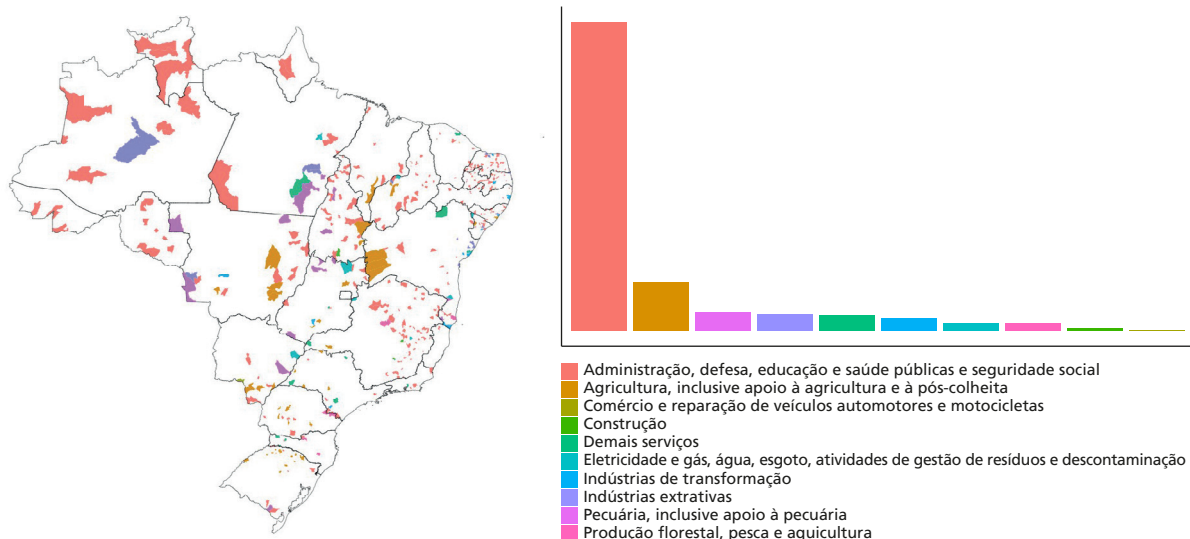 Administração, defesa, educação e saúde públicas e seguridade social
Agricultura, inclusive apoio à agricultura e à pós-colheita
Comércio e reparação de veículos automotores e motocicletas
Construção
Demais serviços
Eletricidade e gás, água, esgoto, atividades de gestão de resíduos e descontaminação
Indústrias de transformação
Indústrias extrativas
Pecuária, inclusive apoio à pecuária
Produção florestal, pesca e aquicultura